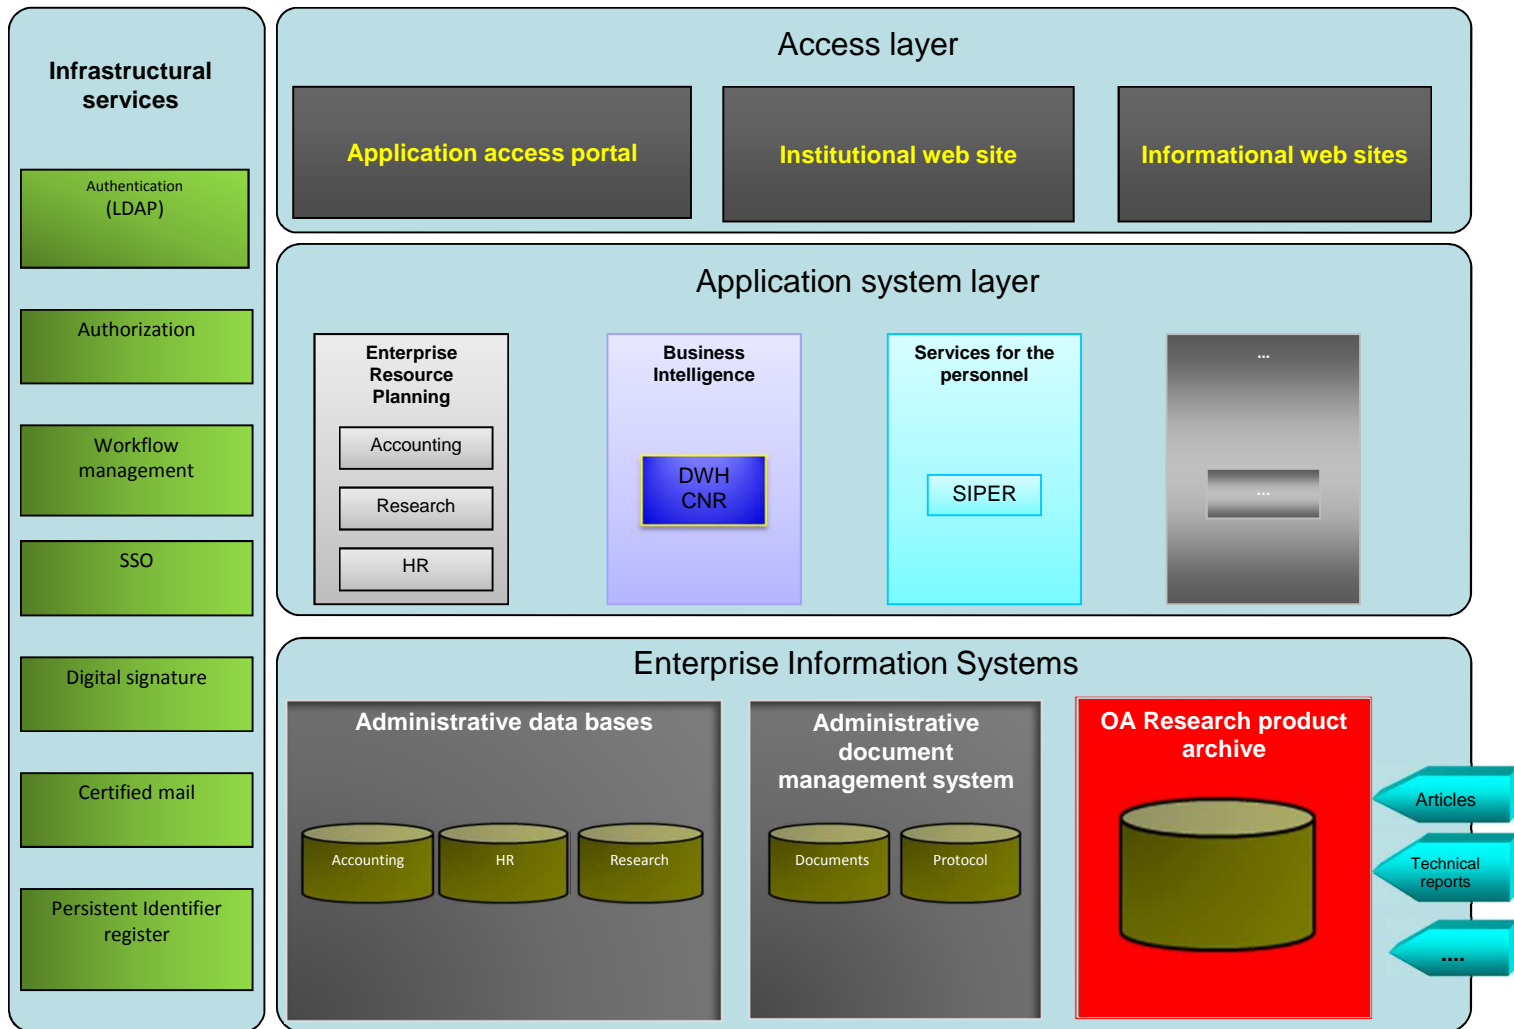 Infrastructural
services
Authentication
(LDAP)
Authorization
Workflow
management
SSO
Digital signature
Certified mail
Persistent Identifier
register
Access layer
Application access portal
Institutional web site
Informational web sites
Application system layer
Enterprise
Resource
Planning
Accounting
Research
HR
Business
Intelligence
DWH
CNR
Services for the
personnel
SIPER
...
...
Enterprise Information Systems
Administrative data bases
Accounting
HR
Research
Administrative
document
management system
Documents
Protocol
OA Research product
archive
Articles
Technical
reports
....